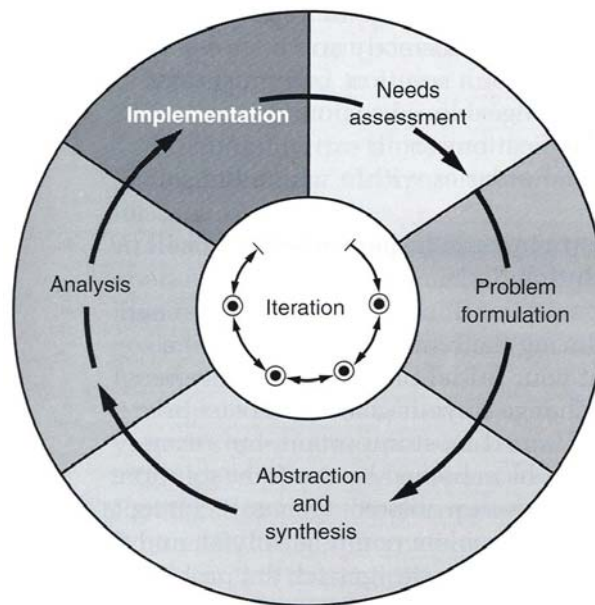 Implementation
Needs
assessment
Problem
formulation
Abstraction
and
synthesis
Analysis
Iteration